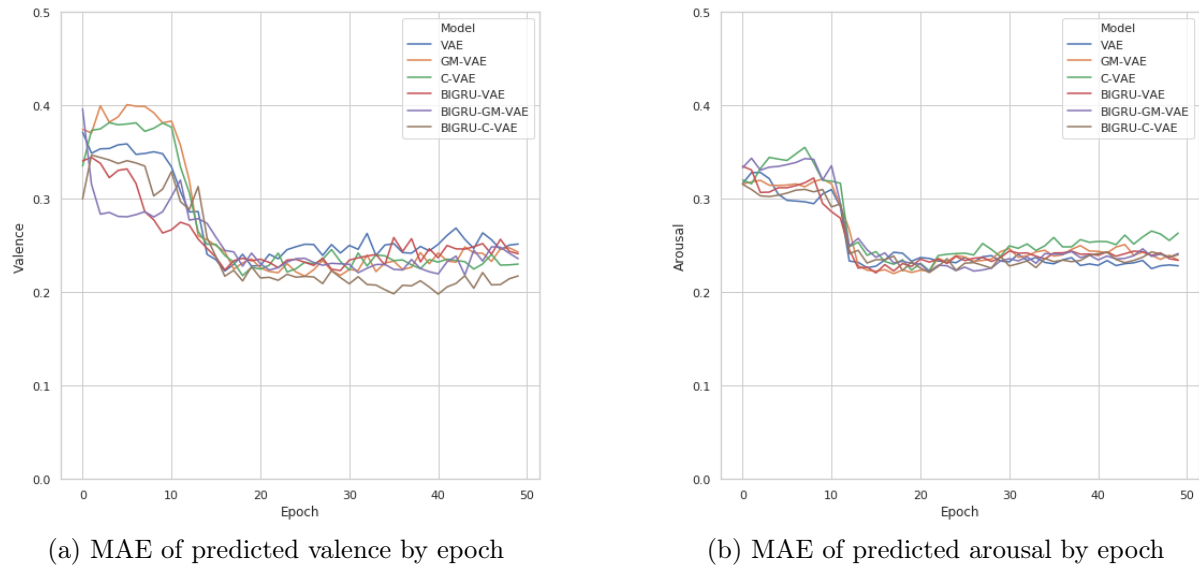 0.5
0.4
0.3
0.2
0.1
0.0
Valence
0
10
20
30
40
50
Epoch
Model
VAE
GM-VAE
C-VAE
BIGRU-VAE
BIGRU-GM-VAE
BIGRU-C-VAE
(a) MAE of predicted valence by epoch
0.5
0.4
0.3
0.2
0.1
0.0
Arousal
0
10
20
30
40
50
Epoch
Model
VAE
GM-VAE
C-VAE
BIGRU-VAE
BIGRU-GM-VAE
BIGRU-C-VAE
(b) MAE of predicted arousal by epoch